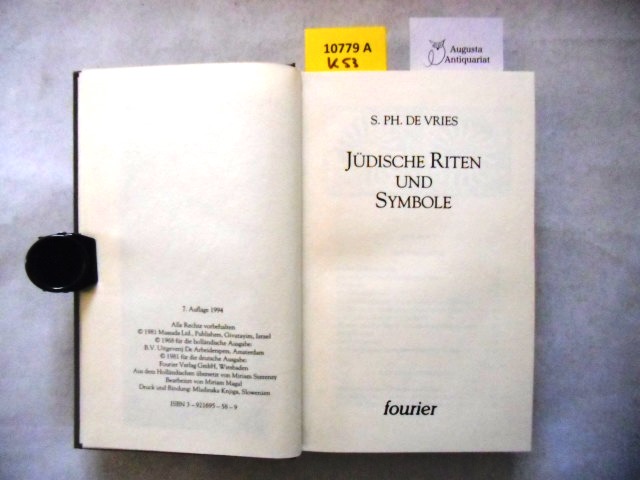 10779 A
K53
Augusta
Antiquariat
S. PH. DE VRIES
JÜDISCHE RITEN
UND
SYMBOLE
fourier
7. Auflage 1994
Alle Rechte vorbehalten
© 1981 Massada Ltd., Publishers, Givatayim, Israel
© 1968 für die holländische Ausgabe:
B.V. Uitgeverij De Arbeiderspers, Amsterdam
© 1981 für die deutsche Ausgabe:
Fourier Verlag GmbH, Wiesbaden
Aus dem Holländischen übersetzt von Miriam Sterenzy
Bearbeitet von Miriam Magal
Druck und Bindung: Mladinska Knjiga, Slowenien
ISBN 3-921695-56-9